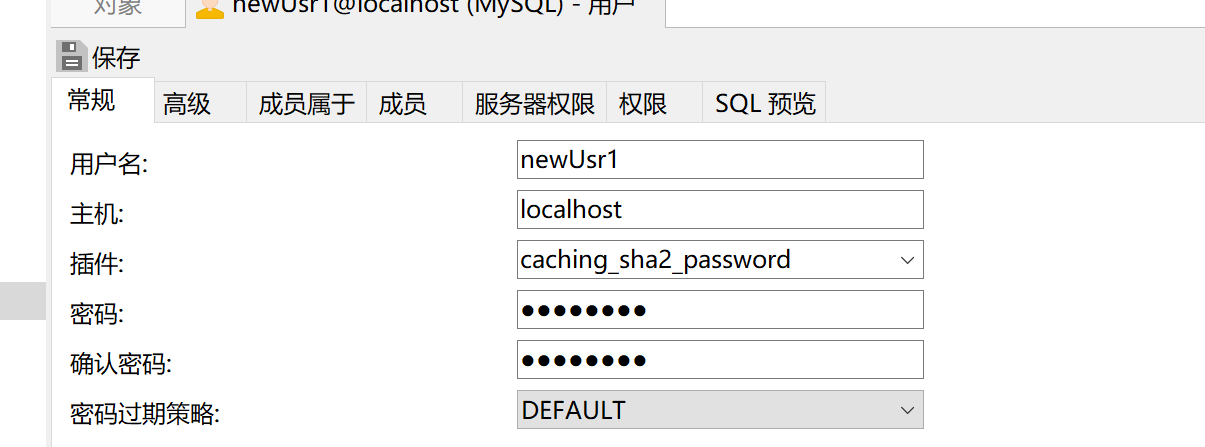 对象 newUsr1@localhost (MySQL) - 用户
保存
常规 高级 成员属于 成员 服务器权限 权限 SQL 预览
用户名: newUsr1
主机: localhost
插件: caching_sha2_password
密码: ●●●●●●●●
确认密码: ●●●●●●●●
密码过期策略: DEFAULT